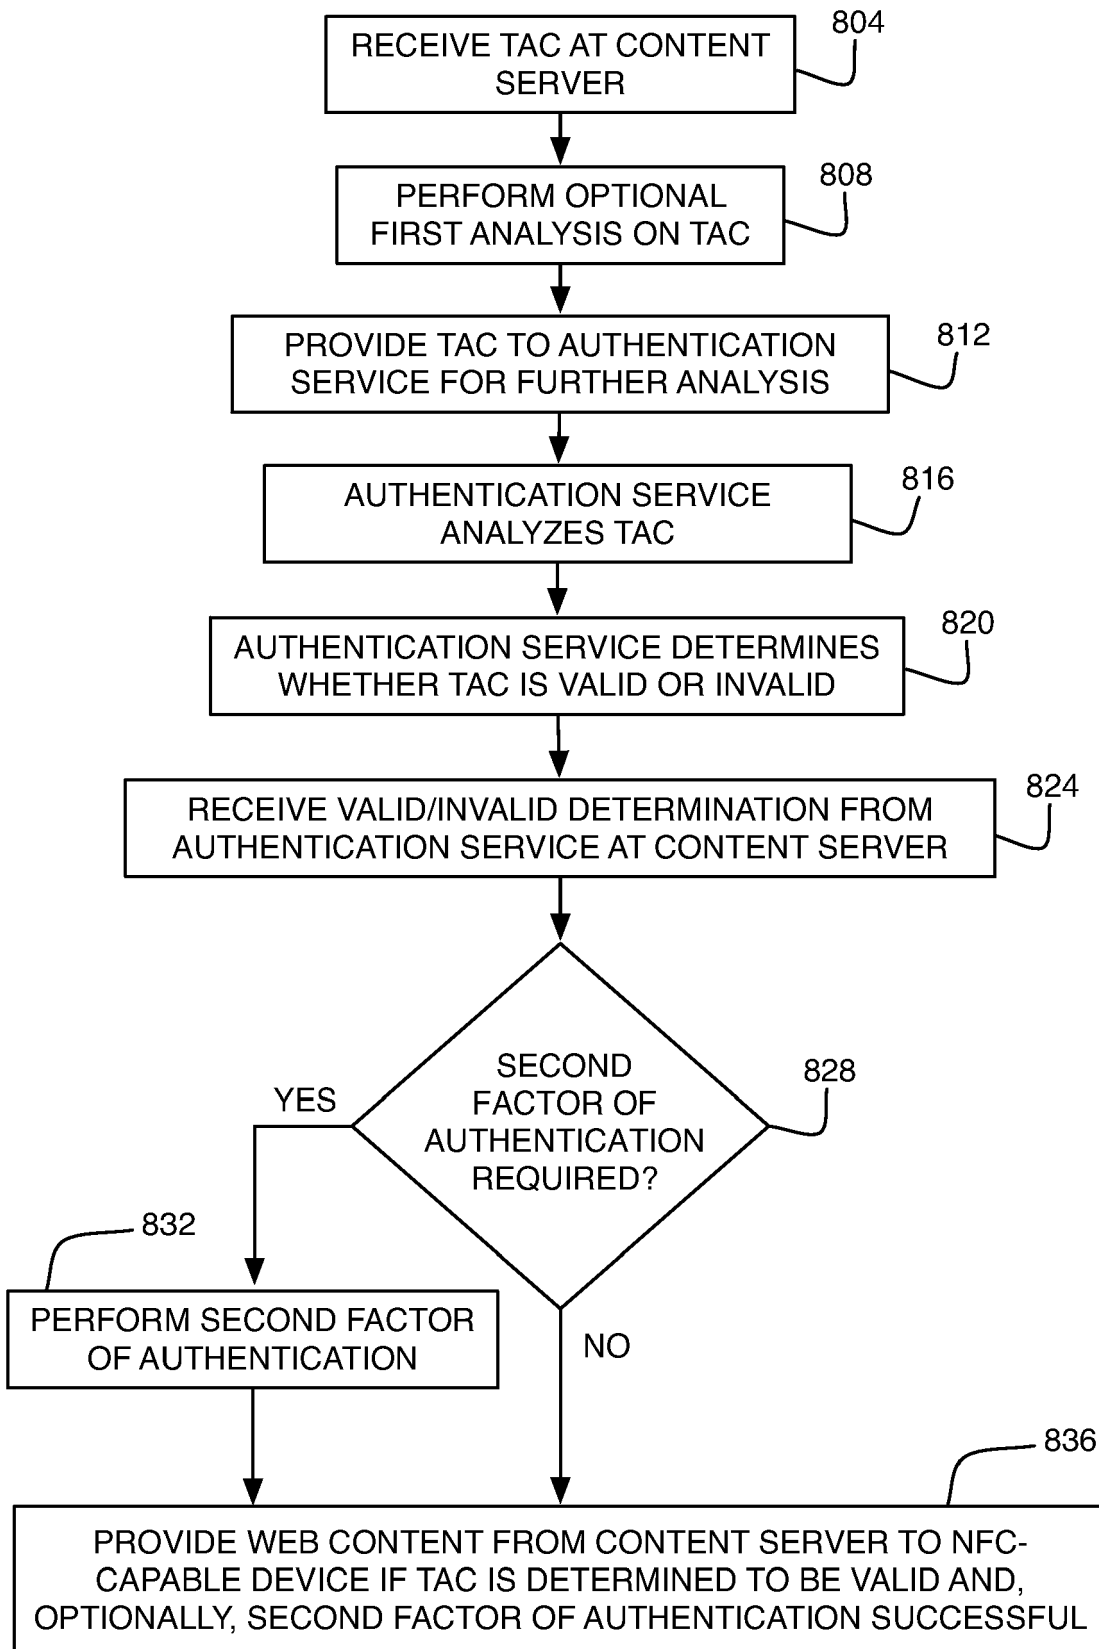 RECEIVE TAC AT CONTENT
SERVER
804
PERFORM OPTIONAL
FIRST ANALYSIS ON TAC
808
PROVIDE TAC TO AUTHENTICATION
SERVICE FOR FURTHER ANALYSIS
812
AUTHENTICATION SERVICE
ANALYZES TAC
816
AUTHENTICATION SERVICE DETERMINES
WHETHER TAC IS VALID OR INVALID
820
RECEIVE VALID/INVALID DETERMINATION FROM
AUTHENTICATION SERVICE AT CONTENT SERVER
824
SECOND
FACTOR OF
AUTHENTICATION
REQUIRED?
828
YES
832
PERFORM SECOND FACTOR
OF AUTHENTICATION
NO
836
PROVIDE WEB CONTENT FROM CONTENT SERVER TO NFC-
CAPABLE DEVICE IF TAC IS DETERMINED TO BE VALID AND,
OPTIONALLY, SECOND FACTOR OF AUTHENTICATION SUCCESSFUL